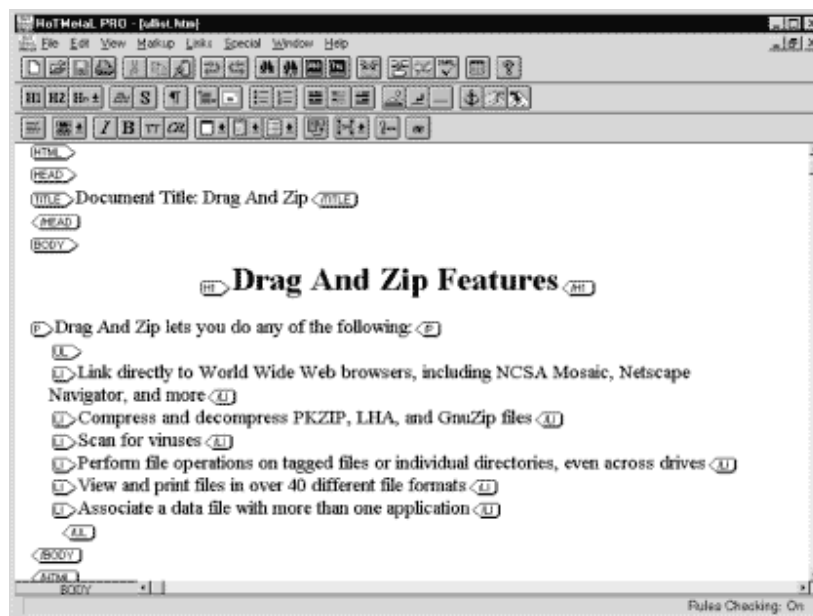 HoTMetaL PRO - [ullist.htm]
File Edit View Markup Links Special Window Help
H1 H2 Hn S ¶
I B TT
HTML
HEAD
TITLE Document Title: Drag And Zip /TITLE
/HEAD
BODY
H1 Drag And Zip Features /H1
P Drag And Zip lets you do any of the following: /P
UL
LI Link directly to World Wide Web browsers, including NCSA Mosaic, Netscape
Navigator, and more /LI
LI Compress and decompress PKZIP, LHA, and GnuZip files /LI
LI Scan for viruses /LI
LI Perform file operations on tagged files or individual directories, even across drives /LI
LI View and print files in over 40 different file formats /LI
LI Associate a data file with more than one application /LI
/UL
/BODY
/HTML
BODY
Rules Checking: On